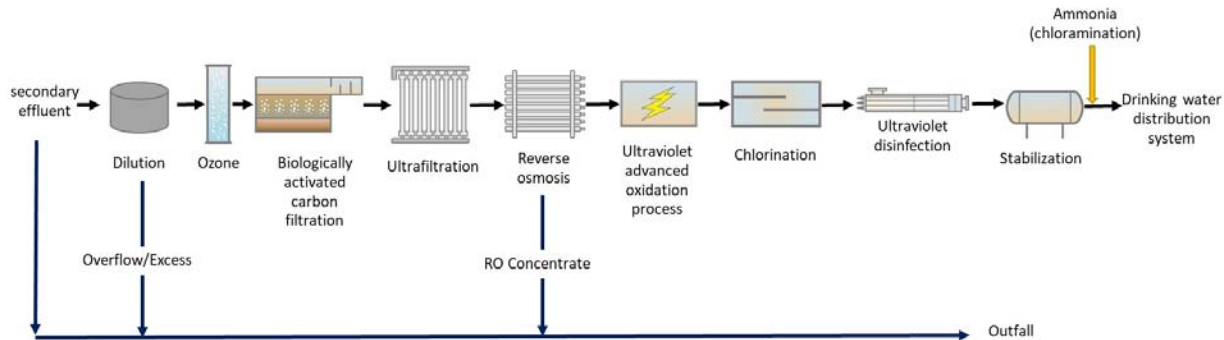 Ammonia
(chloramination)
secondary
effluent
Dilution
Ozone
Biologically
activated
carbon
filtration
Ultrafiltration
Reverse
osmosis
Ultraviolet
advanced
oxidation
process
Chlorination
Ultraviolet
disinfection
Stabilization
Drinking water
distribution
system
Overflow/Excess
RO Concentrate
Outfall